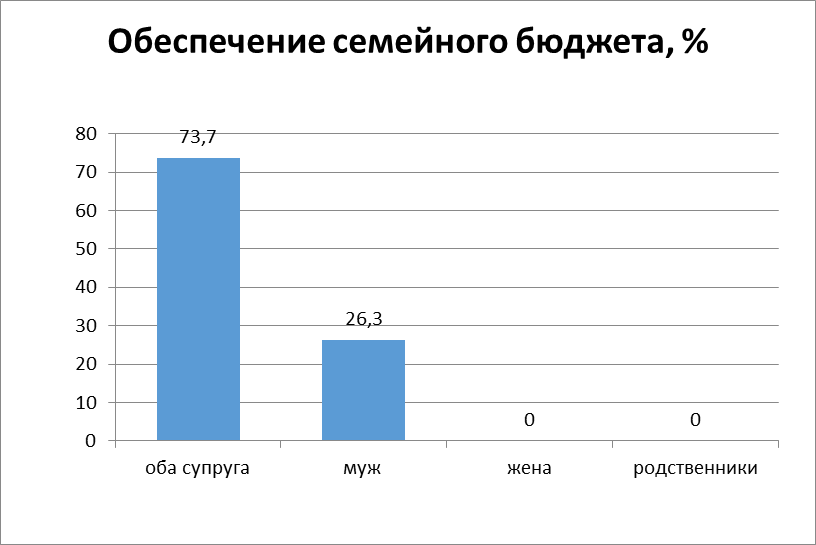 Обеспечение семейного бюджета, %
80
70
60
50
40
30
20
10
0
73,7
26,3
0
0
оба супруга
муж
жена
родственники